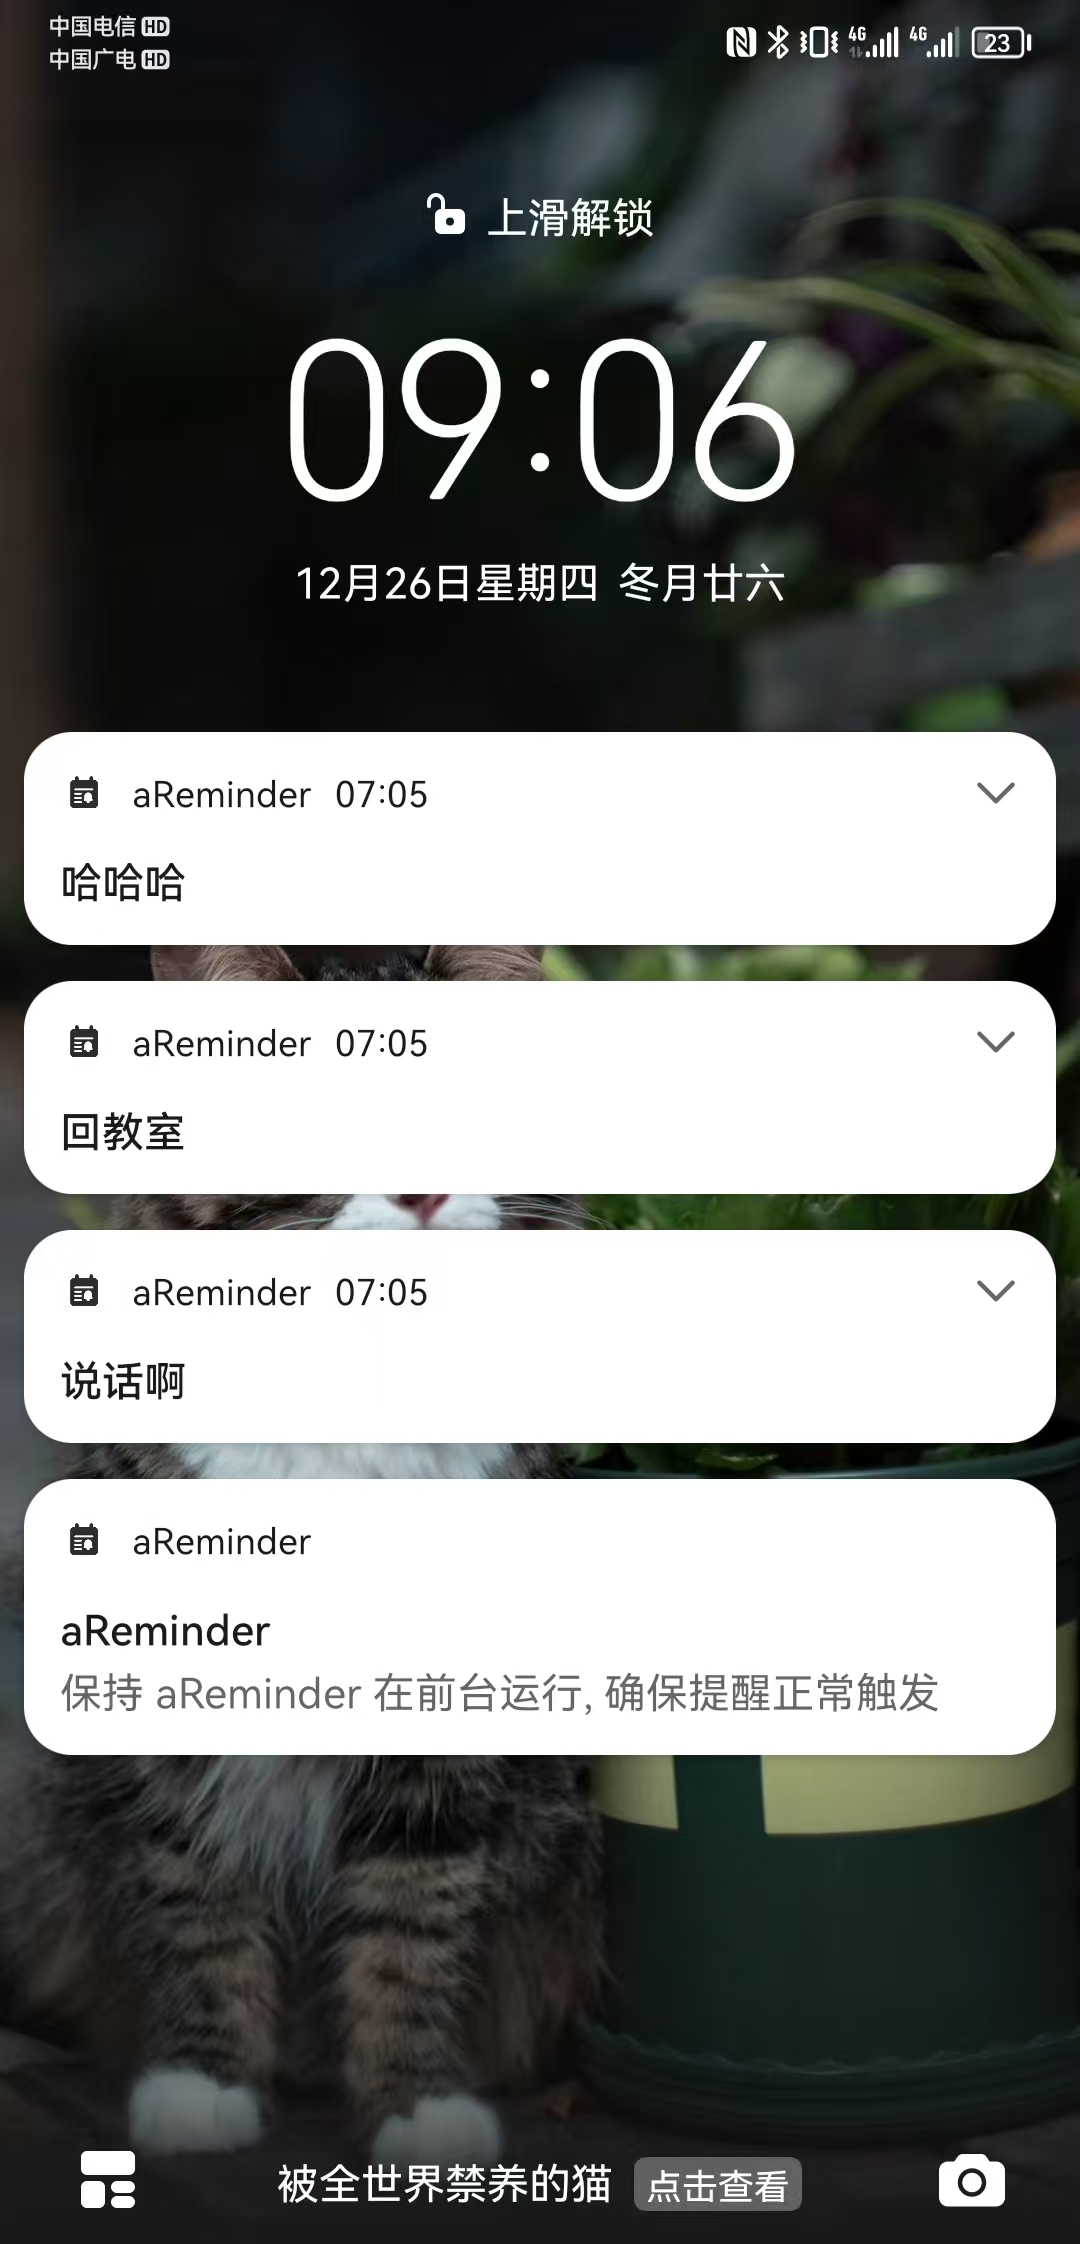 中国电信 HD
中国广电 HD
4G 4G 23
上滑解锁
09:06
12月26日星期四 冬月廿六
aReminder 07:05
哈哈哈
aReminder 07:05
回教室
aReminder 07:05
说话啊
aReminder
aReminder
保持 aReminder 在前台运行, 确保提醒正常触发
被全世界禁养的猫 点击查看